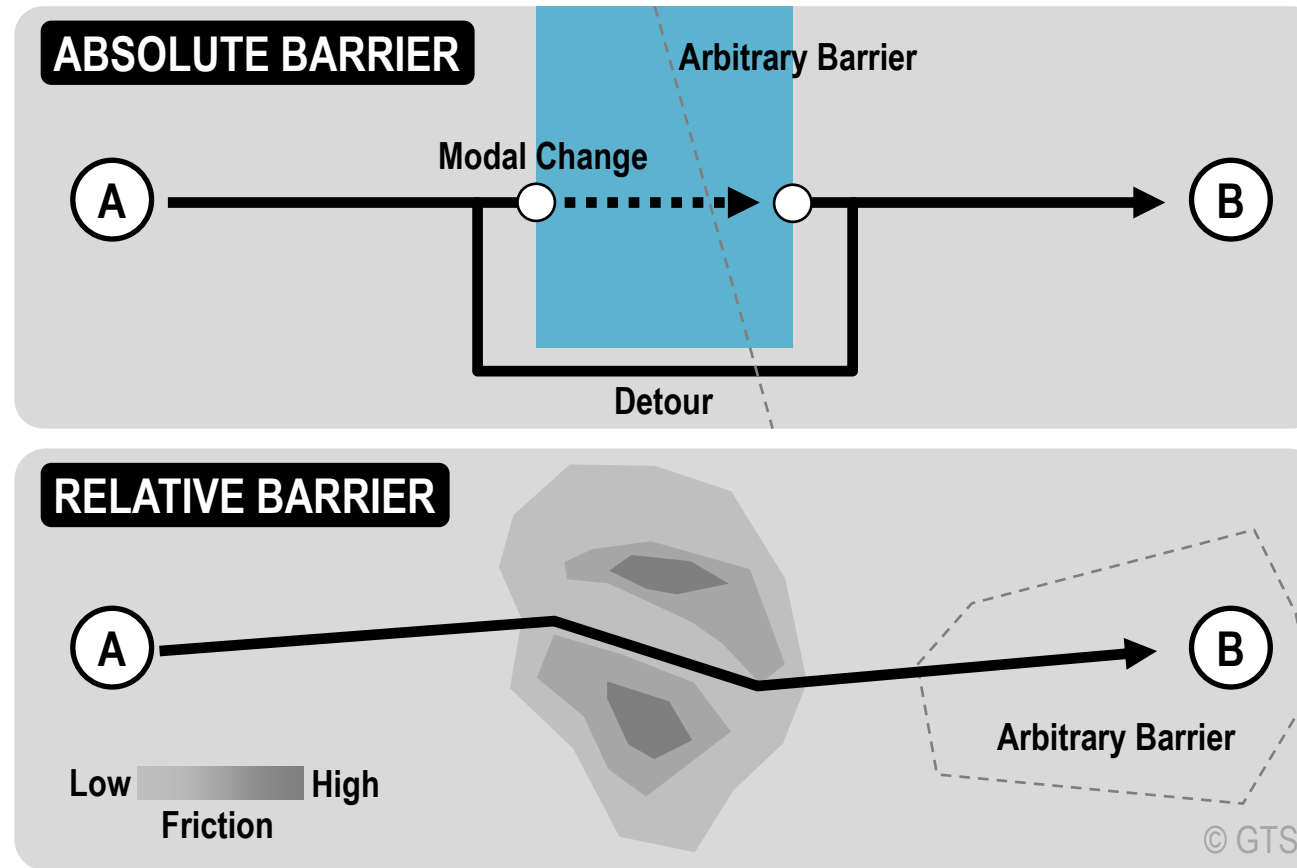 ABSOLUTE BARRIER
Arbitrary Barrier
Modal Change
A
B
Detour
RELATIVE BARRIER
A
B
Arbitrary Barrier
Low
High
Friction
© GTS